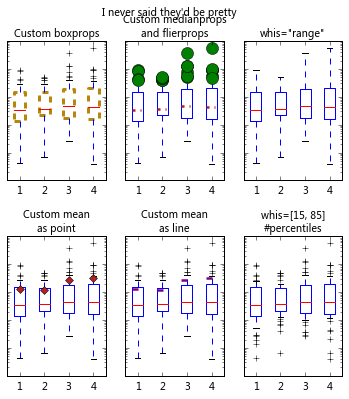 I never said they'd be pretty
Custom boxprops
Custom medianprops
and flierprops
whis="range"
1 2 3 4
1 2 3 4
1 2 3 4
Custom mean
as point
Custom mean
as line
whis=[15, 85]
#percentiles
1 2 3 4
1 2 3 4
1 2 3 4